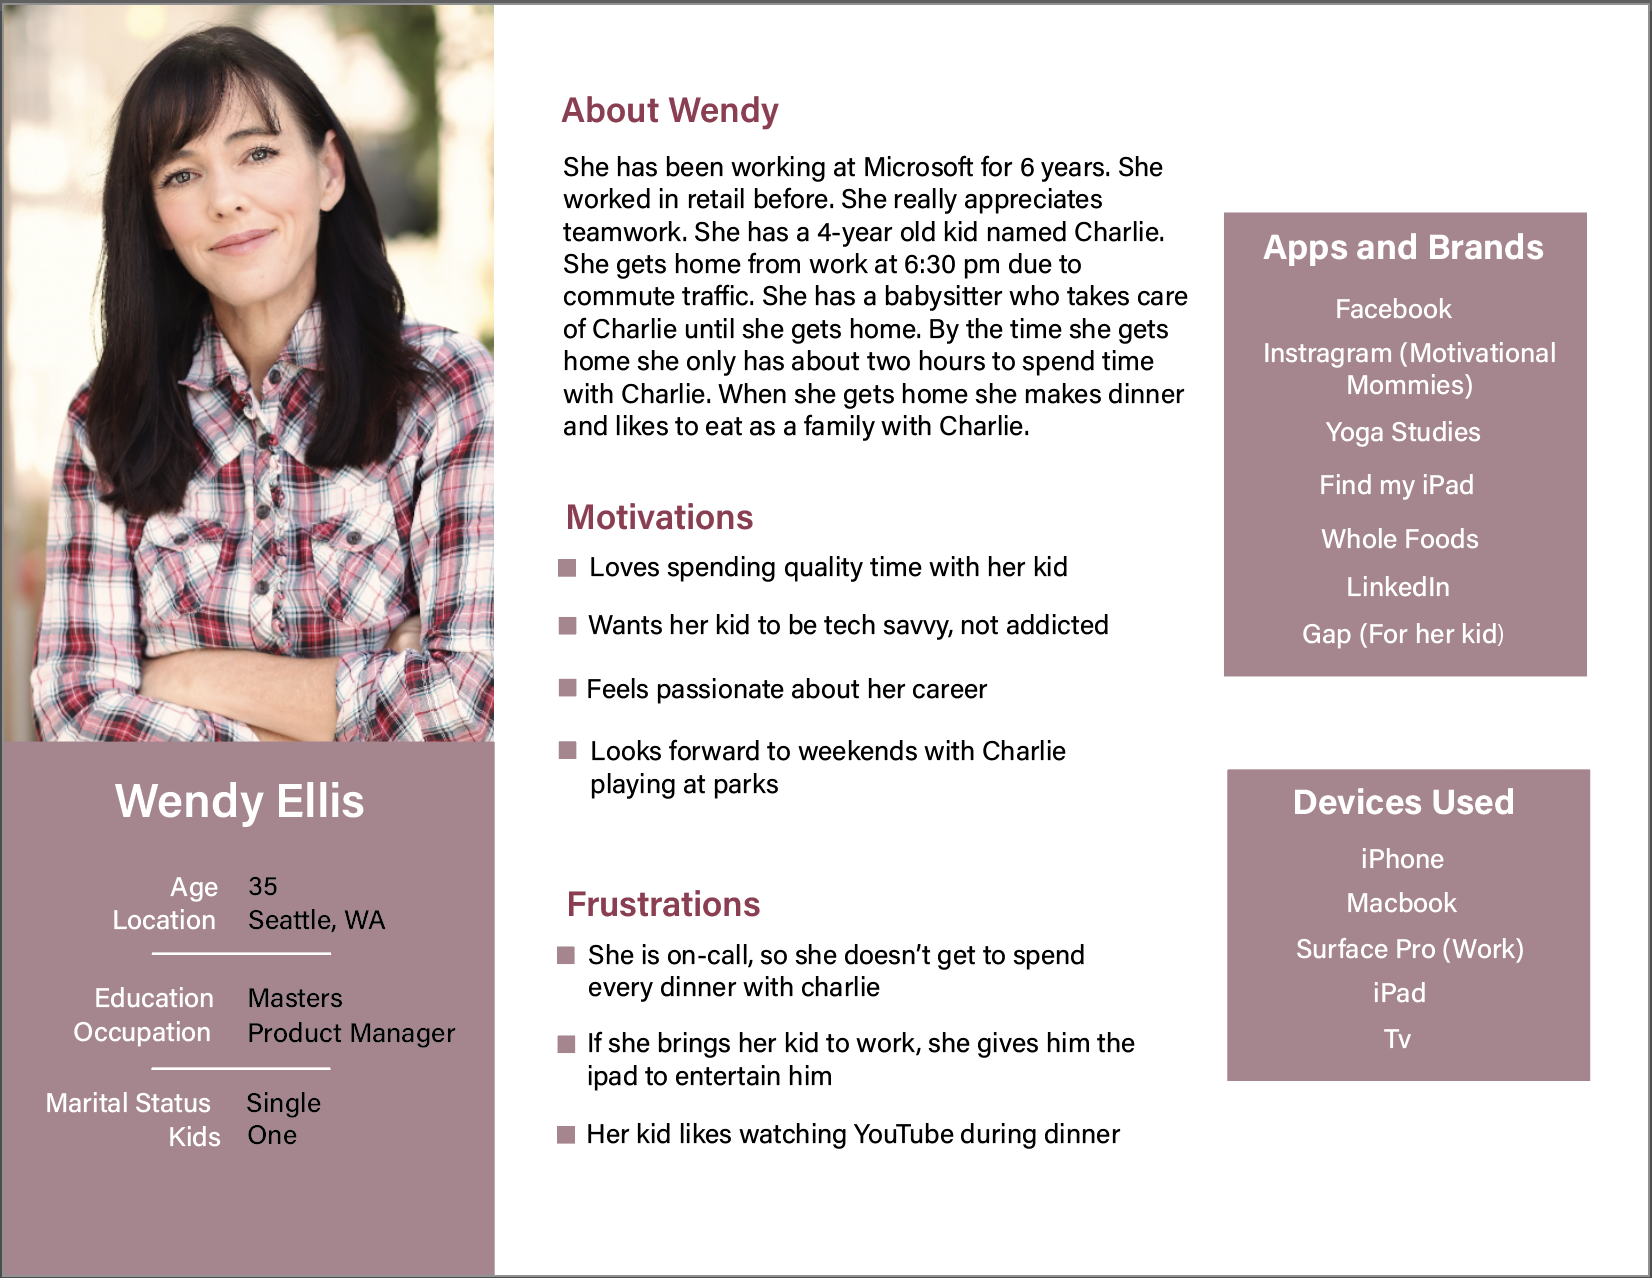 Wendy Ellis
Age 35
Location Seattle, WA
Education Masters
Occupation Product Manager
Marital Status Single
Kids One
About Wendy
She has been working at Microsoft for 6 years. She
worked in retail before. She really appreciates
teamwork. She has a 4-year old kid named Charlie.
She gets home from work at 6:30 pm due to
commute traffic. She has a babysitter who takes care
of Charlie until she gets home. By the time she gets
home she only has about two hours to spend time
with Charlie. When she gets home she makes dinner
and likes to eat as a family with Charlie.
Motivations
Loves spending quality time with her kid
Wants her kid to be tech savvy, not addicted
Feels passionate about her career
Looks forward to weekends with Charlie
playing at parks
Frustrations
She is on-call, so she doesn’t get to spend
every dinner with charlie
If she brings her kid to work, she gives him the
ipad to entertain him
Her kid likes watching YouTube during dinner
Apps and Brands
Facebook
Instragram (Motivational
Mommies)
Yoga Studies
Find my iPad
Whole Foods
LinkedIn
Gap (For her kid)
Devices Used
iPhone
Macbook
Surface Pro (Work)
iPad
Tv